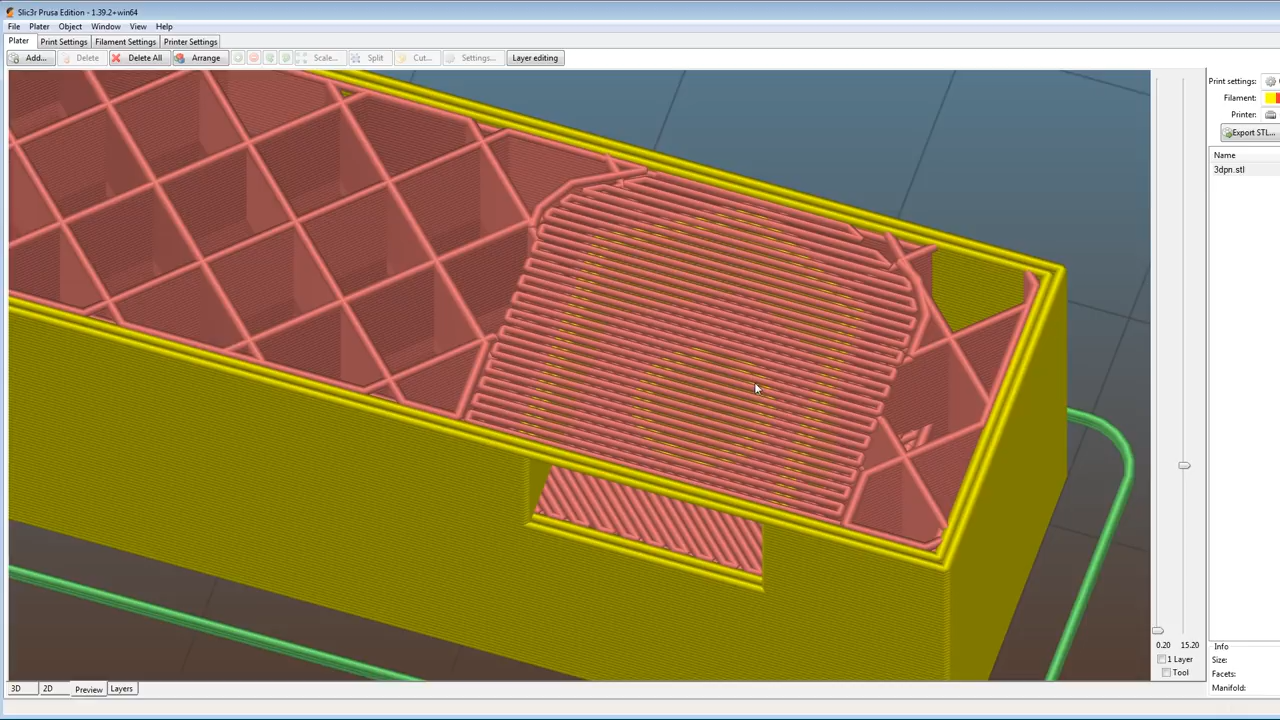 Slic3r Prusa Edition - 1.39.2+win64
File Plater Object Window View Help
Plater Print Settings Filament Settings Printer Settings
Add... Delete Delete All Arrange Scale... Split Cut... Settings... Layer editing
Print settings:
Filament:
Printer:
Export STL...
Name
3dpn.stl
0.20 15.20
1 Layer
Tool
Info
Size:
Facets:
Manifold:
3D 2D Preview Layers